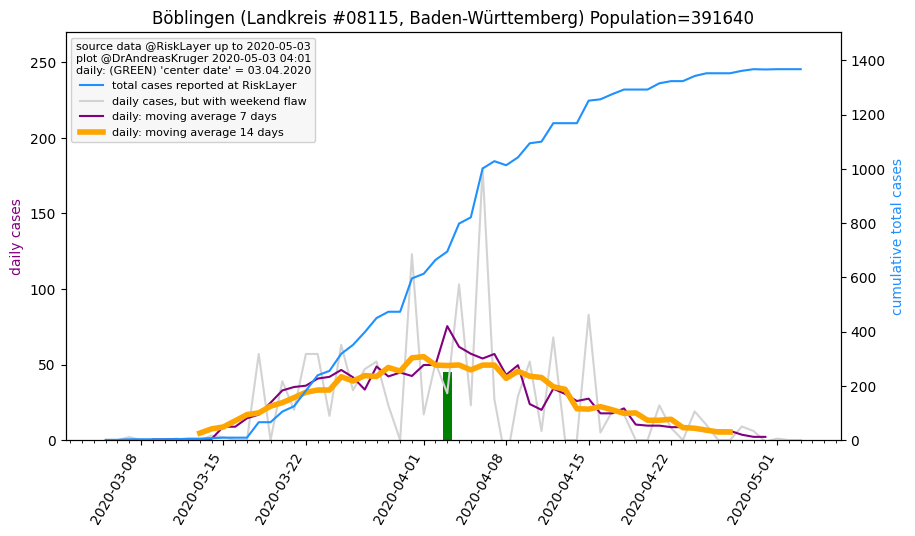 Böblingen (Landkreis #08115, Baden-Württemberg) Population=391640
source data @RiskLayer up to 2020-05-03
plot @DrAndreasKruger 2020-05-03 04:01
daily: (GREEN) 'center date' = 03.04.2020
total cases reported at RiskLayer
daily cases, but with weekend flaw
daily: moving average 7 days
daily: moving average 14 days
daily cases
250
200
150
100
50
0
cumulative total cases
1400
1200
1000
800
600
400
200
0
2020-03-08
2020-03-15
2020-03-22
2020-04-01
2020-04-08
2020-04-15
2020-04-22
2020-05-01